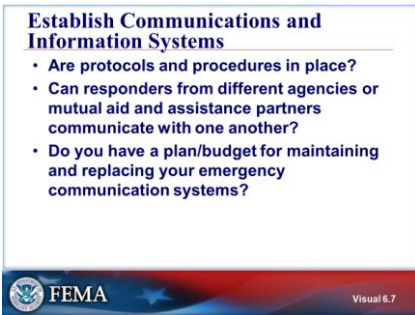 Establish Communications and
Information Systems
• Are protocols and procedures in place?
• Can responders from different agencies or
mutual aid and assistance partners
communicate with one another?
• Do you have a plan/budget for maintaining
and replacing your emergency
communication systems?
FEMA
Visual 6.7